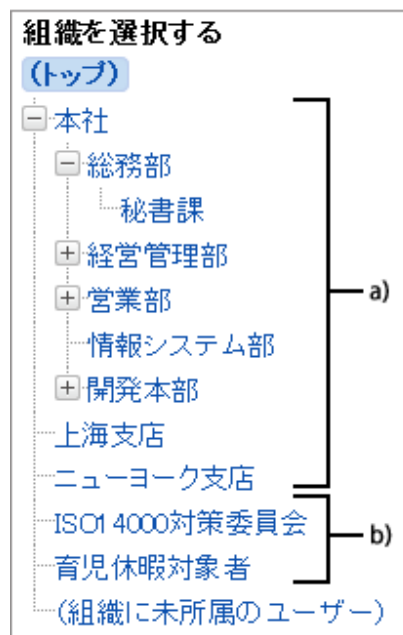 組織を選択する
(トップ)
本社
総務部
秘書課
経営管理部
営業部
a)
情報システム部
開発本部
上海支店
ニューヨーク支店
ISO14000対策委員会
b)
育児休暇対象者
(組織に未所属のユーザー)